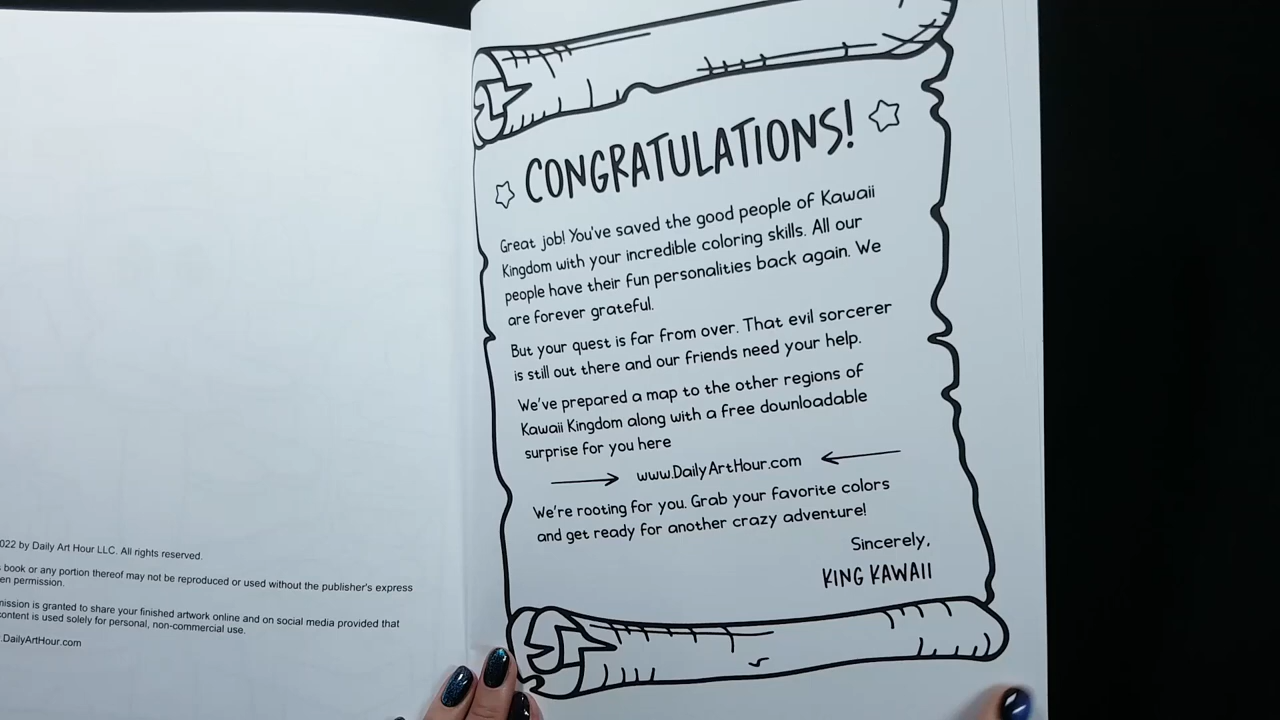 022 by Daily Art Hour LLC. All rights reserved.
book or any portion thereof may not be reproduced or used without the publisher's express
permission.
is granted to share your finished artwork online and on social media provided that
content is used solely for personal, non-commercial use.
.DailyArtHour.com
CONGRATULATIONS!
Great job! You've saved the good people of Kawaii
Kingdom with your incredible coloring skills. All our
people have their fun personalities back again. We
are forever grateful.
But your quest is far from over. That evil sorcerer
is still out there and our friends need your help.
We've prepared a map to the other regions of
Kawaii Kingdom along with a free downloadable
surprise for you here
www.DailyArtHour.com
We're rooting for you. Grab your favorite colors
and get ready for another crazy adventure!
Sincerely,
KING KAWAII